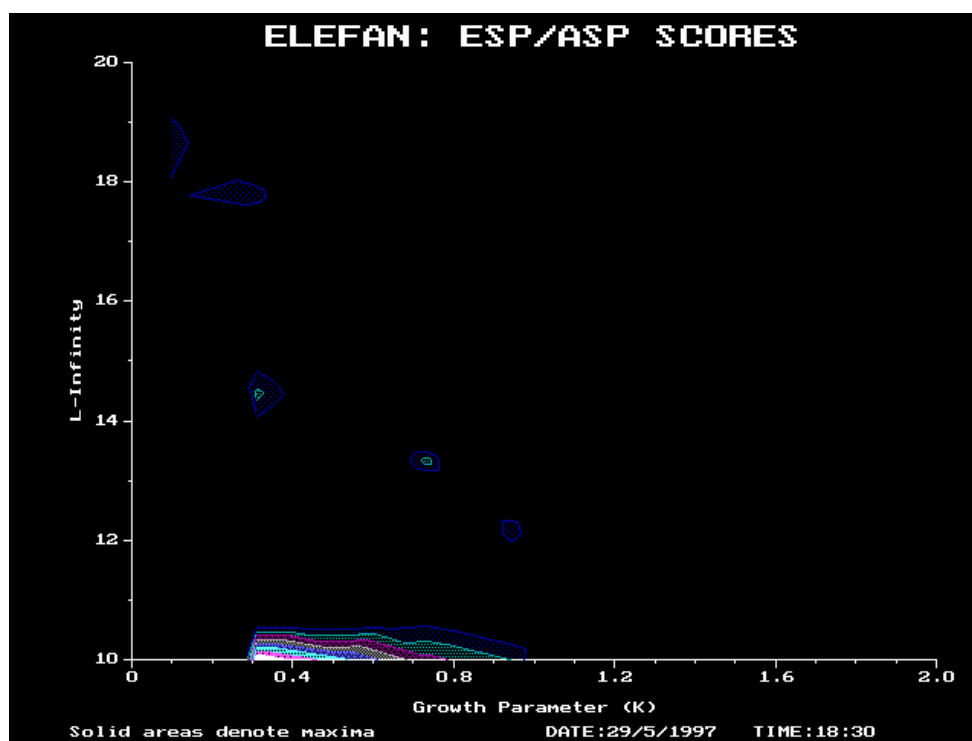 ELEFAN: ESP/ASP SCORES
20
18
16
14
12
10
L-Infinity
0 0.4 0.8 1.2 1.6 2.0
Growth Parameter (K)
Solid areas denote maxima DATE:29/5/1997 TIME:18:30